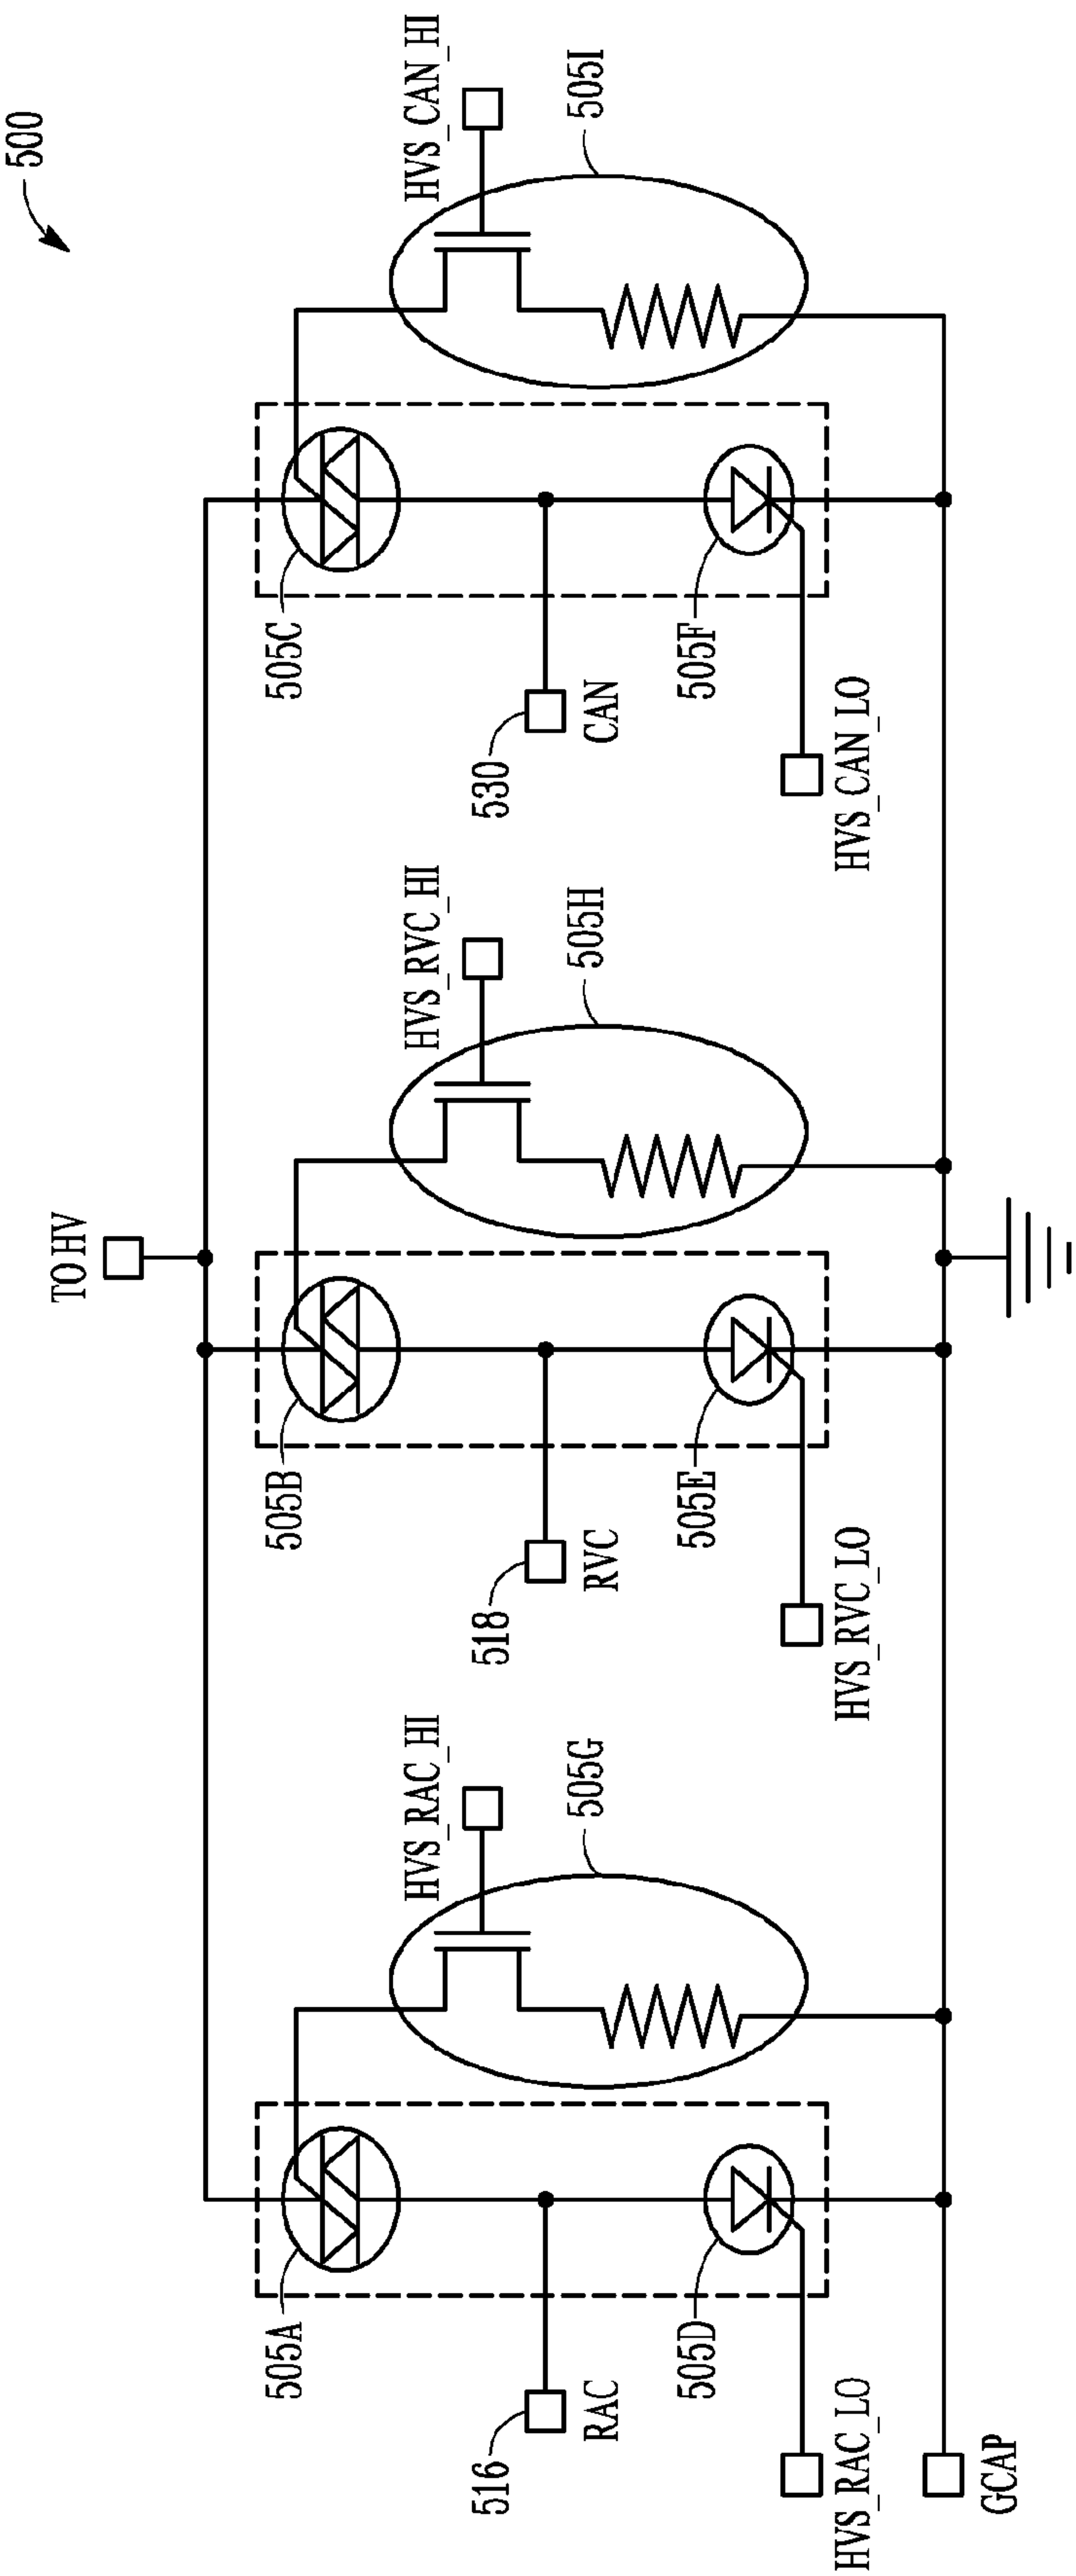 500
TO HV
HVS_RAC_HI
HVS_RVC_HI
HVS_CAN_HI
505A
505B
505C
505G
505H
505I
516
RAC
518
RVC
530
CAN
505D
505E
505F
HVS_RAC_LO
HVS_RVC_LO
HVS_CAN_LO
GCAP